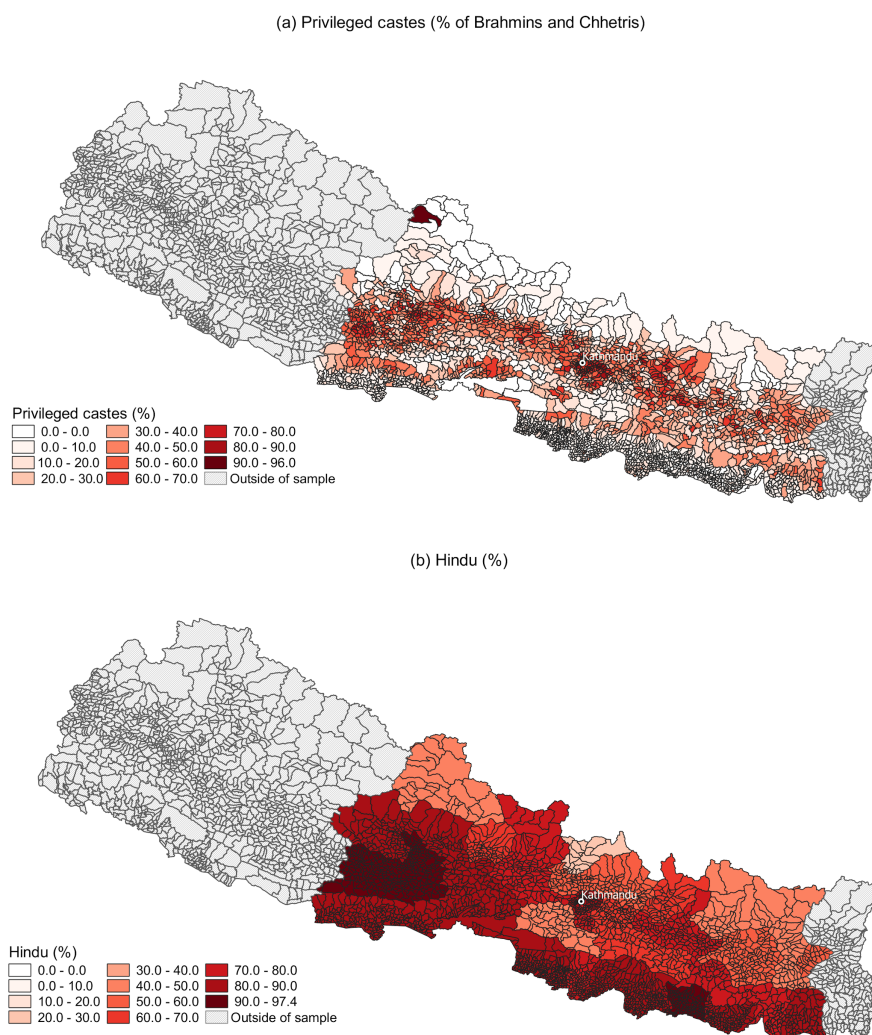 (a) Privileged castes (% of Brahmins and Chhetris)
Kathmandu
Privileged castes (%)
0.0 - 0.0 30.0 - 40.0 70.0 - 80.0
0.0 - 10.0 40.0 - 50.0 80.0 - 90.0
10.0 - 20.0 50.0 - 60.0 90.0 - 96.0
20.0 - 30.0 60.0 - 70.0 Outside of sample
(b) Hindu (%)
Kathmandu
Hindu (%)
0.0 - 0.0 30.0 - 40.0 70.0 - 80.0
0.0 - 10.0 40.0 - 50.0 80.0 - 90.0
10.0 - 20.0 50.0 - 60.0 90.0 - 97.4
20.0 - 30.0 60.0 - 70.0 Outside of sample